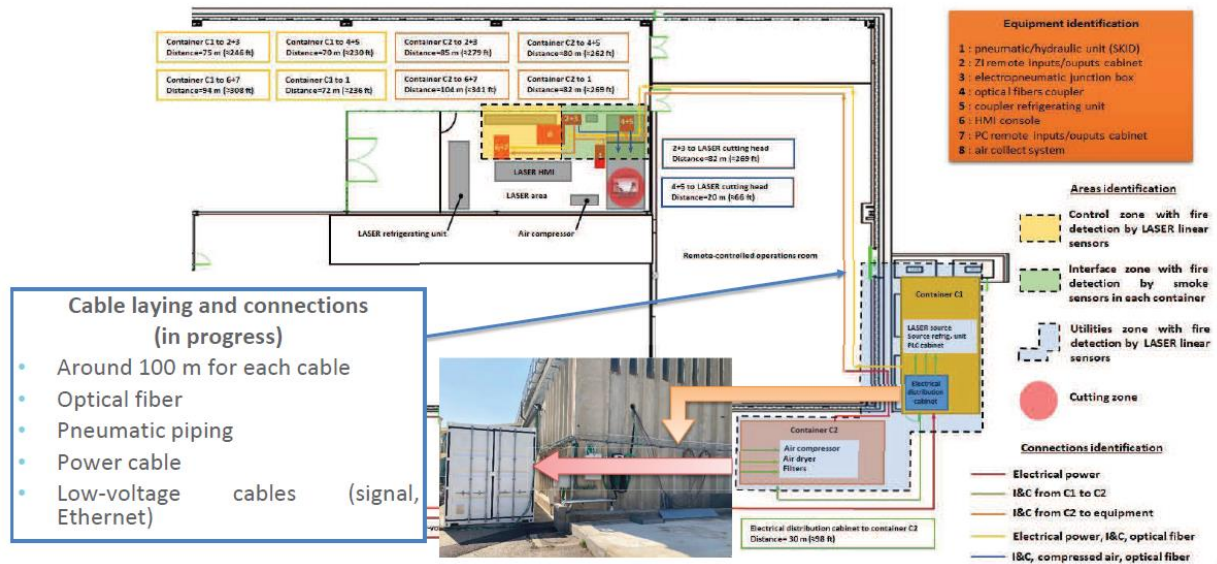 Container C1 to 2+3
Distance=75 m (≈246 ft)
Container C1 to 4+5
Distance=70 m (≈230 ft)
Container C2 to 2+3
Distance=85 m (≈279 ft)
Container C2 to 4+5
Distance=80 m (≈262 ft)
Container C1 to 6+7
Distance=94 m (≈308 ft)
Container C1 to 1
Distance=72 m (≈236 ft)
Container C2 to 6+7
Distance=104 m (≈341 ft)
Container C2 to 1
Distance=82 m (≈269 ft)
Equipment identification
1 : pneumatic/hydraulic unit (SKID)
2 : ZI remote inputs/ouputs cabinet
3 : electropneumatic junction box
4 : optical fibers coupler
5 : coupler refrigerating unit
6 : HMI console
7 : PC remote inputs/ouputs cabinet
8 : air collect system
2+3
4+5
6+7
2+3 to LASER cutting head
Distance=82 m (≈269 ft)
4+5 to LASER cutting head
Distance=20 m (≈66 ft)
LASER HMI
LASER area
LASER refrigerating unit
Air compressor
Remote-controlled operations room
Areas identification
Control zone with fire
detection by LASER linear
sensors
Interface zone with fire
detection by smoke
sensors in each container
Utilities zone with fire
detection by LASER linear
sensors
Cutting zone
Container C1
LASER source
Source refrig. unit
PLC cabinet
Electrical
distribution
cabinet
Container C2
Air compressor
Air dryer
Filters
Cable laying and connections
(in progress)
• Around 100 m for each cable
• Optical fiber
• Pneumatic piping
• Power cable
• Low-voltage cables (signal,
Ethernet)
Electrical distribution cabinet to container C2
Distance= 30 m (≈98 ft)
Connections identification
Electrical power
I&C from C1 to C2
I&C from C2 to equipment
Electrical power, I&C, optical fiber
I&C, compressed air, optical fiber